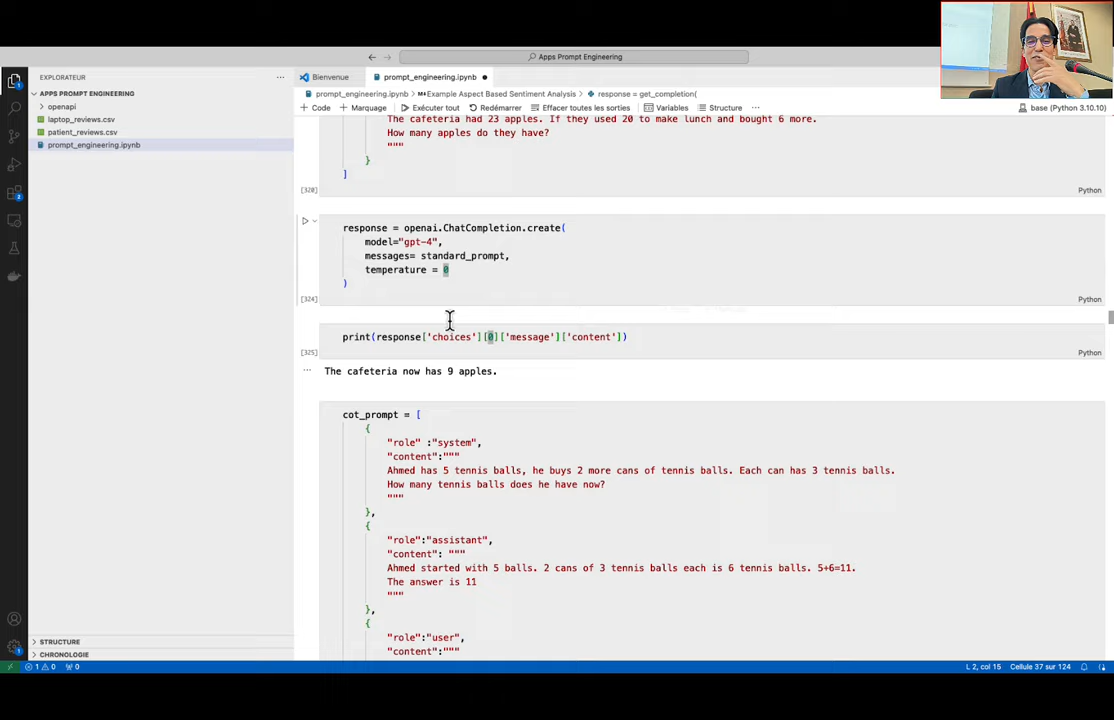 Apps Prompt Engineering
EXPLORATEUR
Bienvenue
prompt_engineering.ipynb
APPS PROMPT ENGINEERING
prompt_engineering.ipynb > Example Aspect Based Sentiment Analysis > response = get_completion(
openapi
+ Code + Marquage Exécuter tout Redémarrer Effacer toutes les sorties Variables Structure ...
base (Python 3.10.10)
laptop_reviews.csv
patient_reviews.csv
prompt_engineering.ipynb
The cafeteria had 23 apples. If they used 20 to make lunch and bought 6 more.
How many apples do they have?
"""
}
]
[320]
Python
response = openai.ChatCompletion.create(
model="gpt-4",
messages= standard_prompt,
temperature = 0
)
[324]
Python
print(response['choices'][0]['message']['content'])
[325]
Python
The cafeteria now has 9 apples.
cot_prompt = [
{
"role" :"system",
"content":"""
Ahmed has 5 tennis balls, he buys 2 more cans of tennis balls. Each can has 3 tennis balls.
How many tennis balls does he have now?
"""
},
{
"role":"assistant",
"content": """
Ahmed started with 5 balls. 2 cans of 3 tennis balls each is 6 tennis balls. 5+6=11.
The answer is 11
"""
},
{
"role":"user",
"content":"""
STRUCTURE
CHRONOLOGIE
1 0 0
L 2, col 15 Cellule 37 sur 124